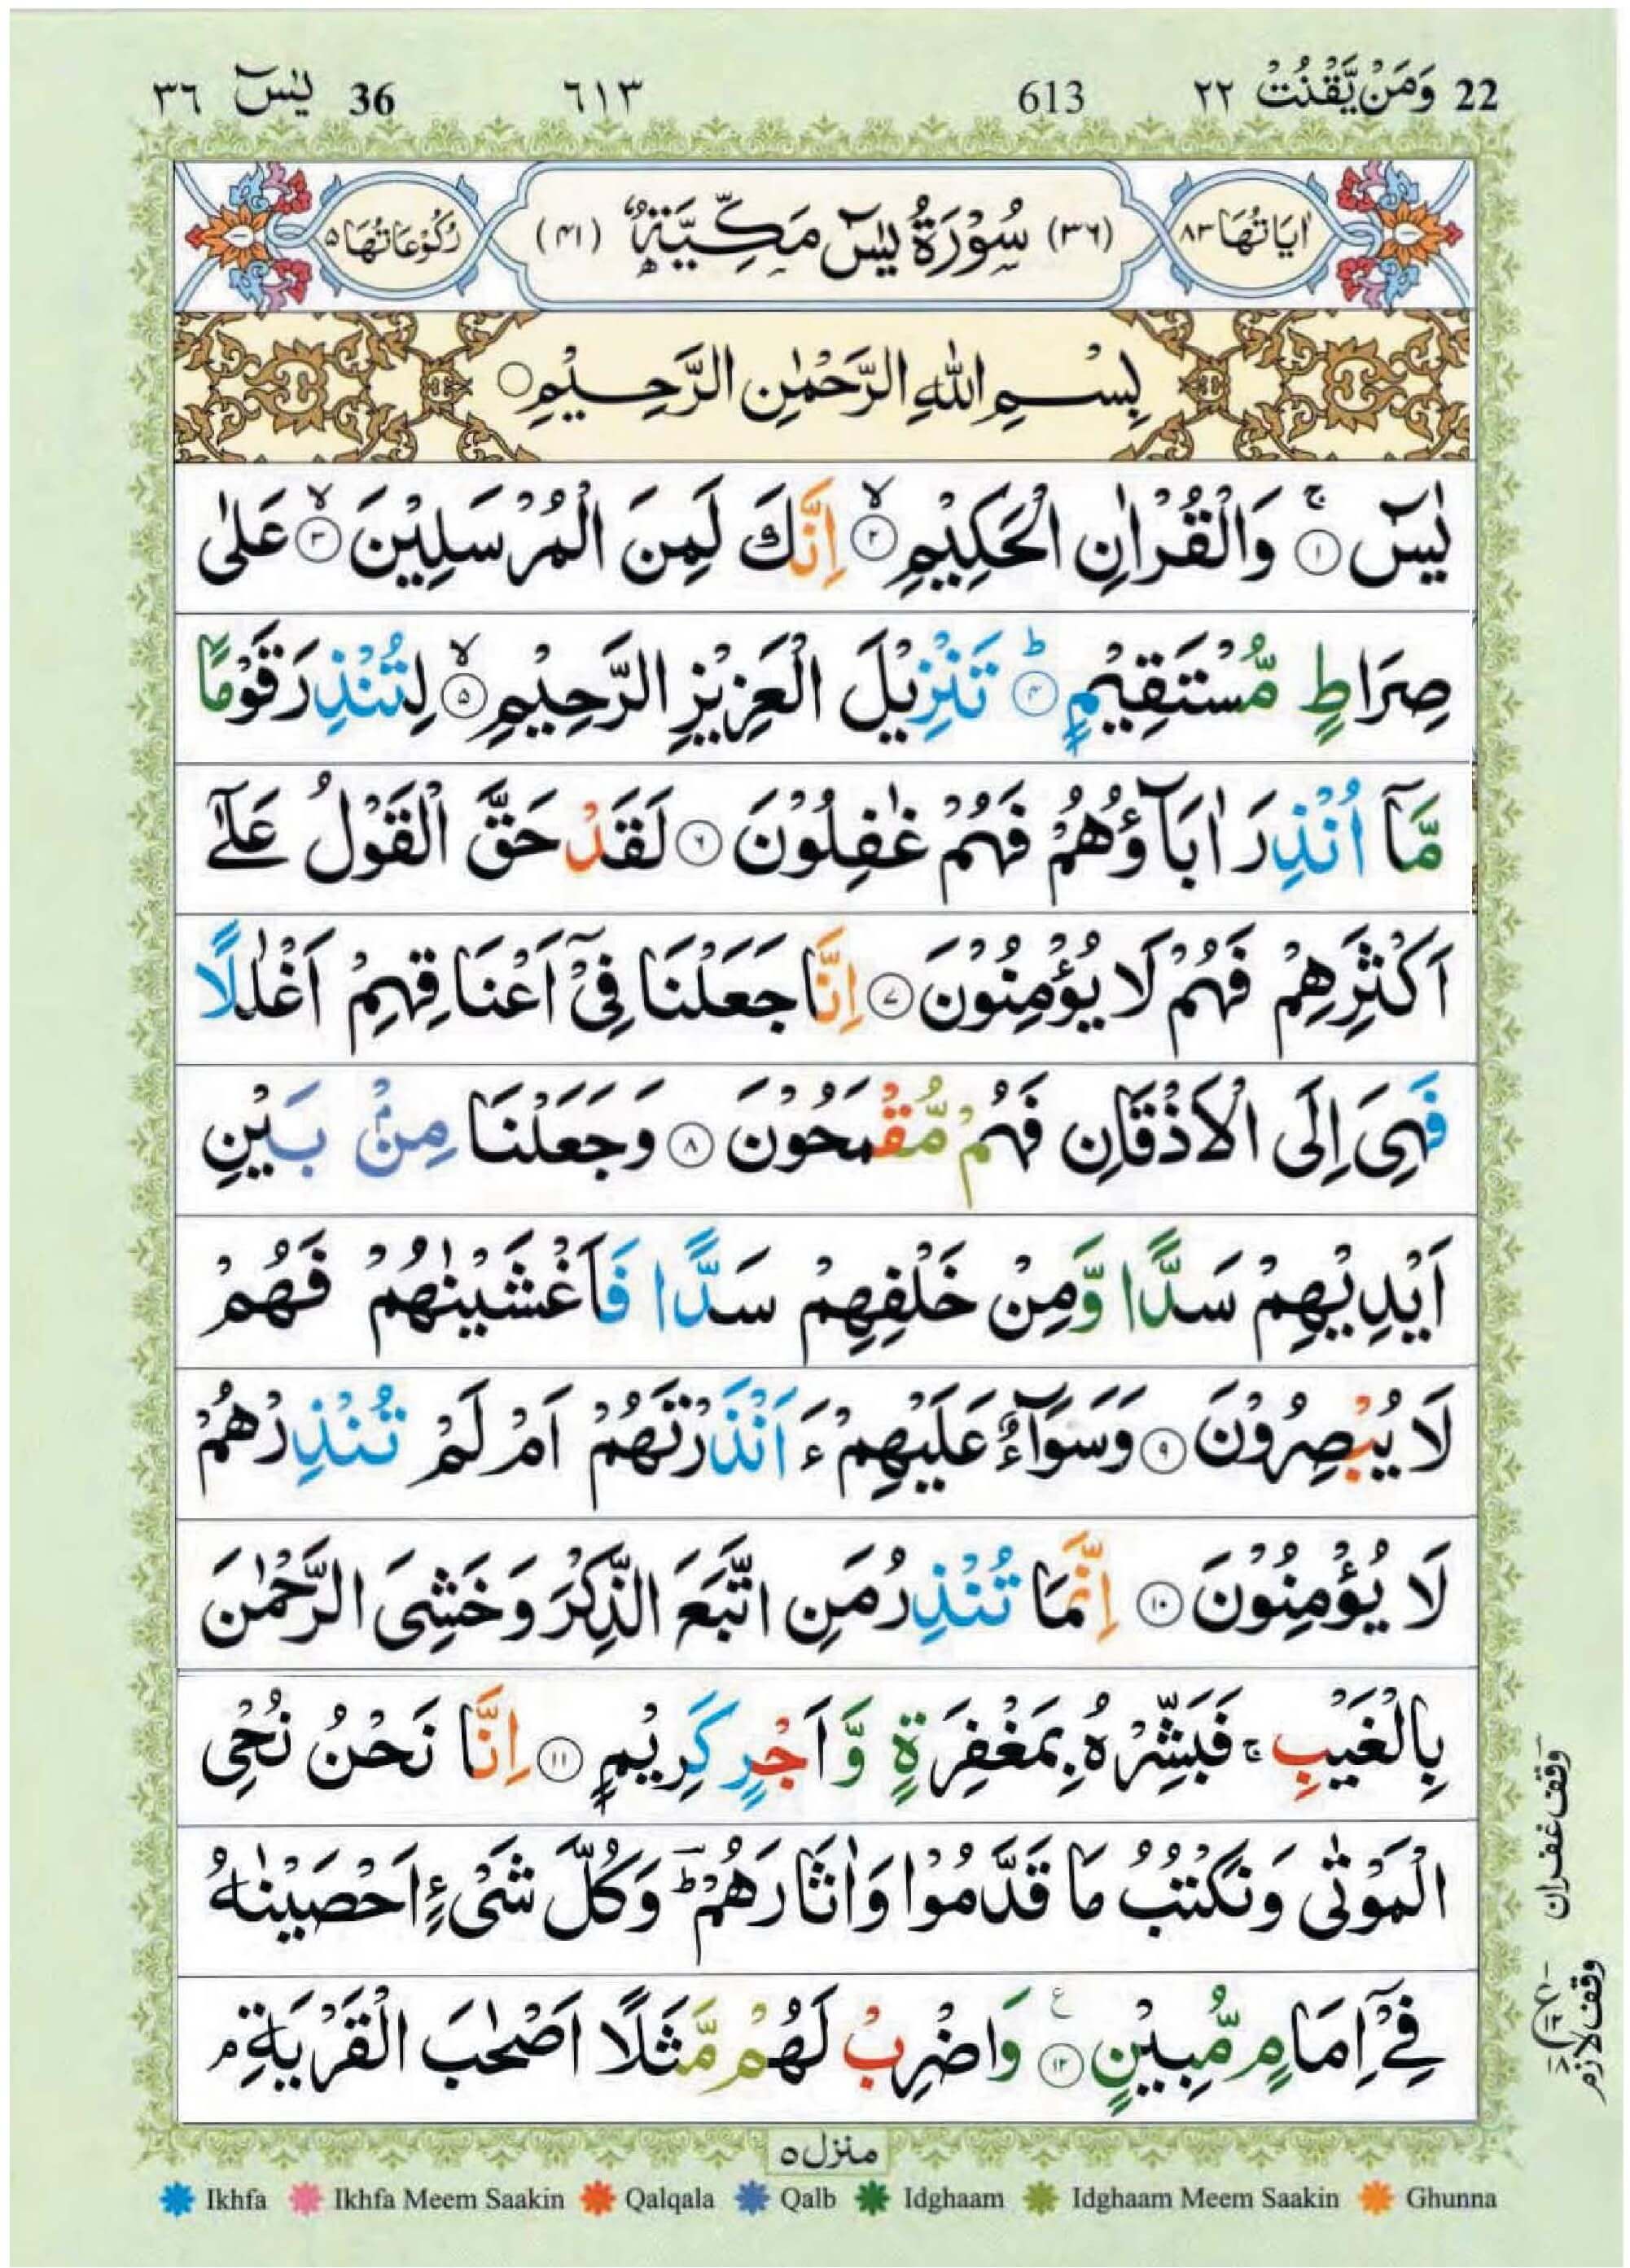 22 وَمَنْ يَّقْنُتْ ٢٢ 613 ٦١٣ 36 يٰسٓ ٣٦
اٰيَاتُهَا ٨٣ (٣٦) سُوْرَةُ يٰسٓ مَكِّيَّةٌ (٤١) رُكُوْعَاتُهَا ٥
بِسْمِ اللهِ الرَّحْمٰنِ الرَّحِيْمِ ○
يٰسٓ ۚ ١ وَالْقُرْاٰنِ الْحَكِيْمِ ۙ ٢ اِنَّكَ لَمِنَ الْمُرْسَلِيْنَ ۙ ٣ عَلٰى
صِرَاطٍ مُّسْتَقِيْمٍ ؕ ٤ تَنْزِيْلَ الْعَزِيْزِ الرَّحِيْمِ ۙ ٥ لِتُنْذِرَ قَوْمًا
مَّاۤ اُنْذِرَ اٰبَآؤُهُمْ فَهُمْ غٰفِلُوْنَ ٦ لَقَدْ حَقَّ الْقَوْلُ عَلٰٓى
اَكْثَرِهِمْ فَهُمْ لَا يُؤْمِنُوْنَ ٧ اِنَّا جَعَلْنَا فِيْۤ اَعْنَاقِهِمْ اَغْلٰلًا
فَهِيَ اِلَى الْاَذْقَانِ فَهُمْ مُّقْمَحُوْنَ ٨ وَجَعَلْنَا مِنْۢ بَيْنِ
اَيْدِيْهِمْ سَدًّا وَّمِنْ خَلْفِهِمْ سَدًّا فَاَغْشَيْنٰهُمْ فَهُمْ
لَا يُبْصِرُوْنَ ٩ وَسَوَآءٌ عَلَيْهِمْ ءَاَنْذَرْتَهُمْ اَمْ لَمْ تُنْذِرْهُمْ
لَا يُؤْمِنُوْنَ ١٠ اِنَّمَا تُنْذِرُ مَنِ اتَّبَعَ الذِّكْرَ وَخَشِيَ الرَّحْمٰنَ
بِالْغَيْبِ ۚ فَبَشِّرْهُ بِمَغْفِرَةٍ وَّاَجْرٍ كَرِيْمٍ ١١ اِنَّا نَحْنُ نُحْيِ
الْمَوْتٰى وَنَكْتُبُ مَا قَدَّمُوْا وَاٰثَارَهُمْ ؕ وَكُلَّ شَيْءٍ اَحْصَيْنٰهُ
فِيْۤ اِمَامٍ مُّبِيْنٍ ١٢ ع وَاضْرِبْ لَهُمْ مَّثَلًا اَصْحٰبَ الْقَرْيَةِ ۘ
وقف غفران
ع ١٢ ١٨
وقف لازم
منزل ٥
Ikhfa Ikhfa Meem Saakin Qalqala Qalb Idghaam Idghaam Meem Saakin Ghunna